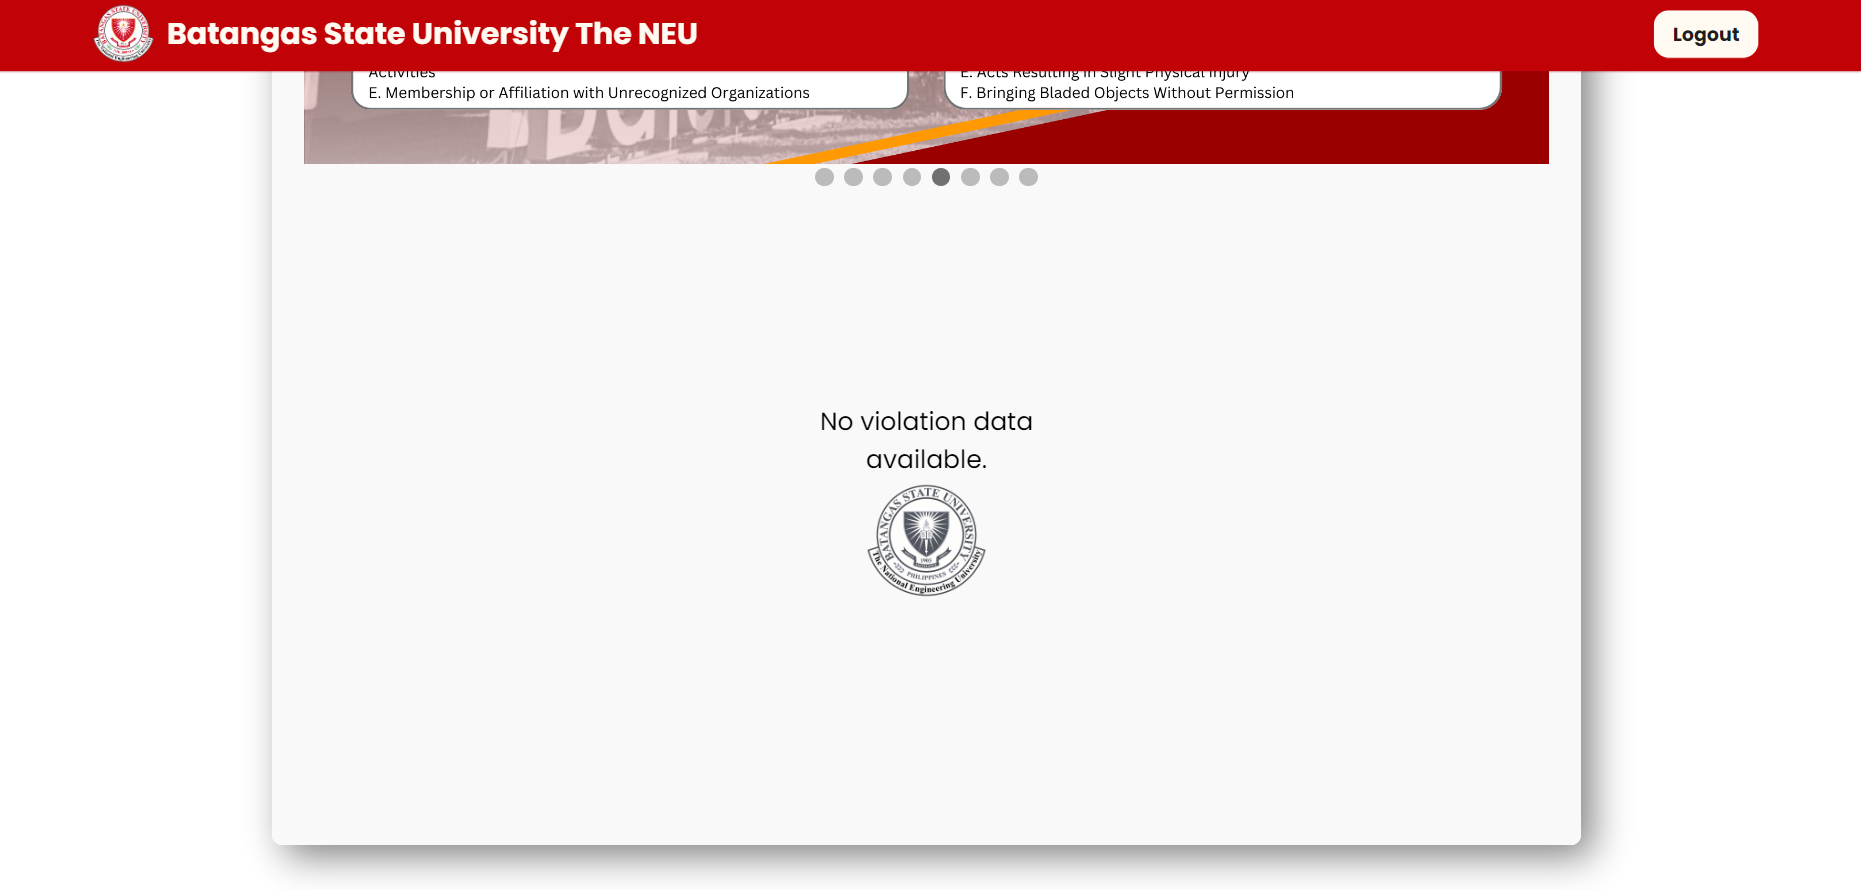 Batangas State University The NEU
Logout
Activities
E. Membership or Affiliation with Unrecognized Organizations
E. Acts Resulting in Slight Physical Injury
F. Bringing Bladed Objects Without Permission
No violation data
available.
BATANGAS STATE UNIVERSITY
1903
PHILIPPINES
The National Engineering University